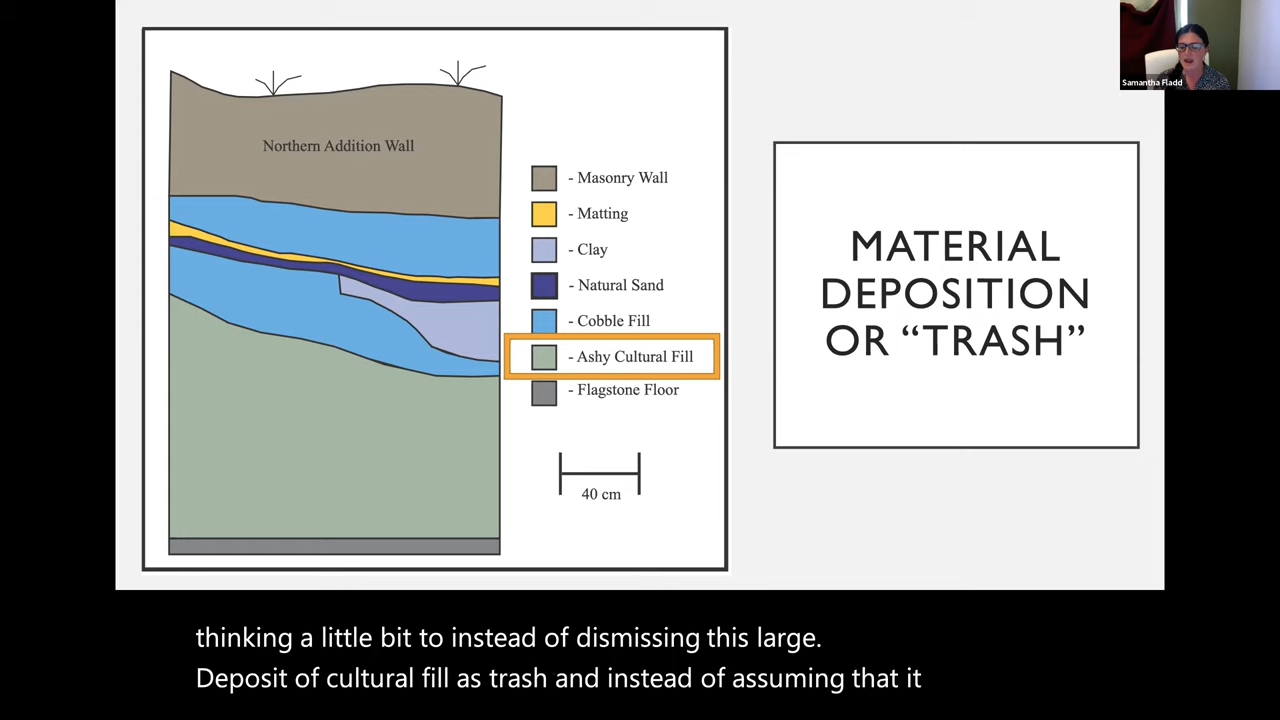 Samantha Fladd
Northern Addition Wall
- Masonry Wall
- Matting
- Clay
- Natural Sand
- Cobble Fill
- Ashy Cultural Fill
- Flagstone Floor
40 cm
MATERIAL
DEPOSITION
OR “TRASH”
thinking a little bit to instead of dismissing this large.
Deposit of cultural fill as trash and instead of assuming that it